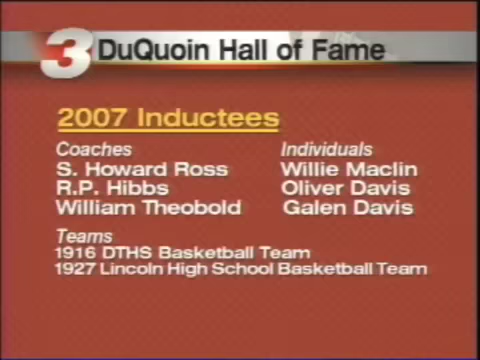 3 DuQuoin Hall of Fame
2007 Inductees
Coaches
S. Howard Ross
R.P. Hibbs
William Theobold
Individuals
Willie Maclin
Oliver Davis
Galen Davis
Teams
1916 DTHS Basketball Team
1927 Lincoln High School Basketball Team